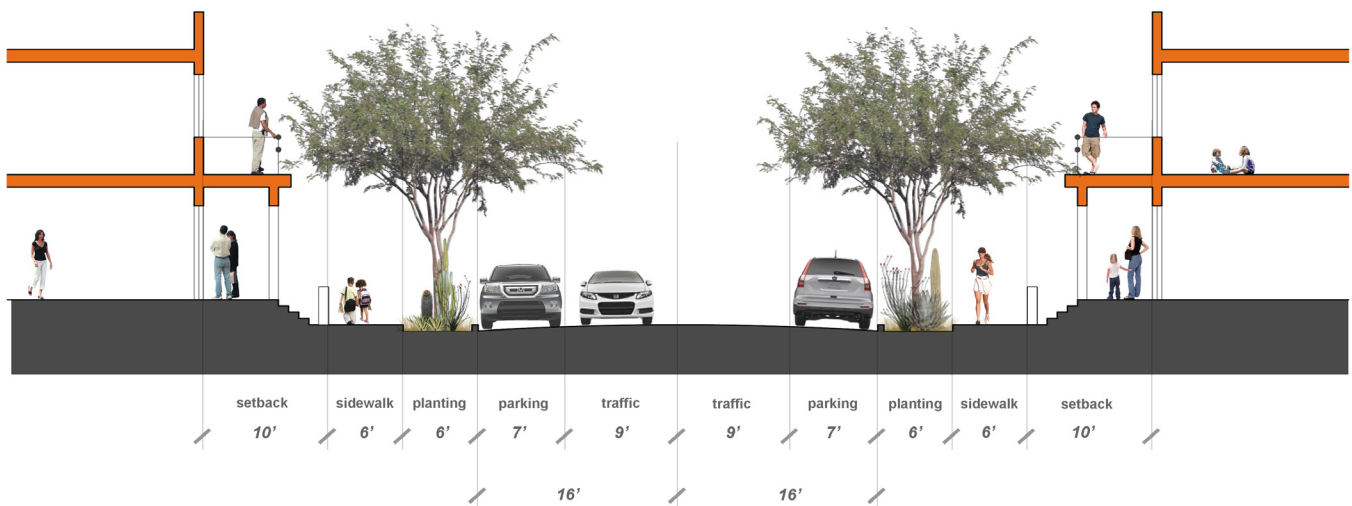 setback sidewalk planting parking traffic traffic parking planting sidewalk setback
10’ 6’ 6’ 7’ 9’ 9’ 7’ 6’ 6’ 10’
16’ 16’